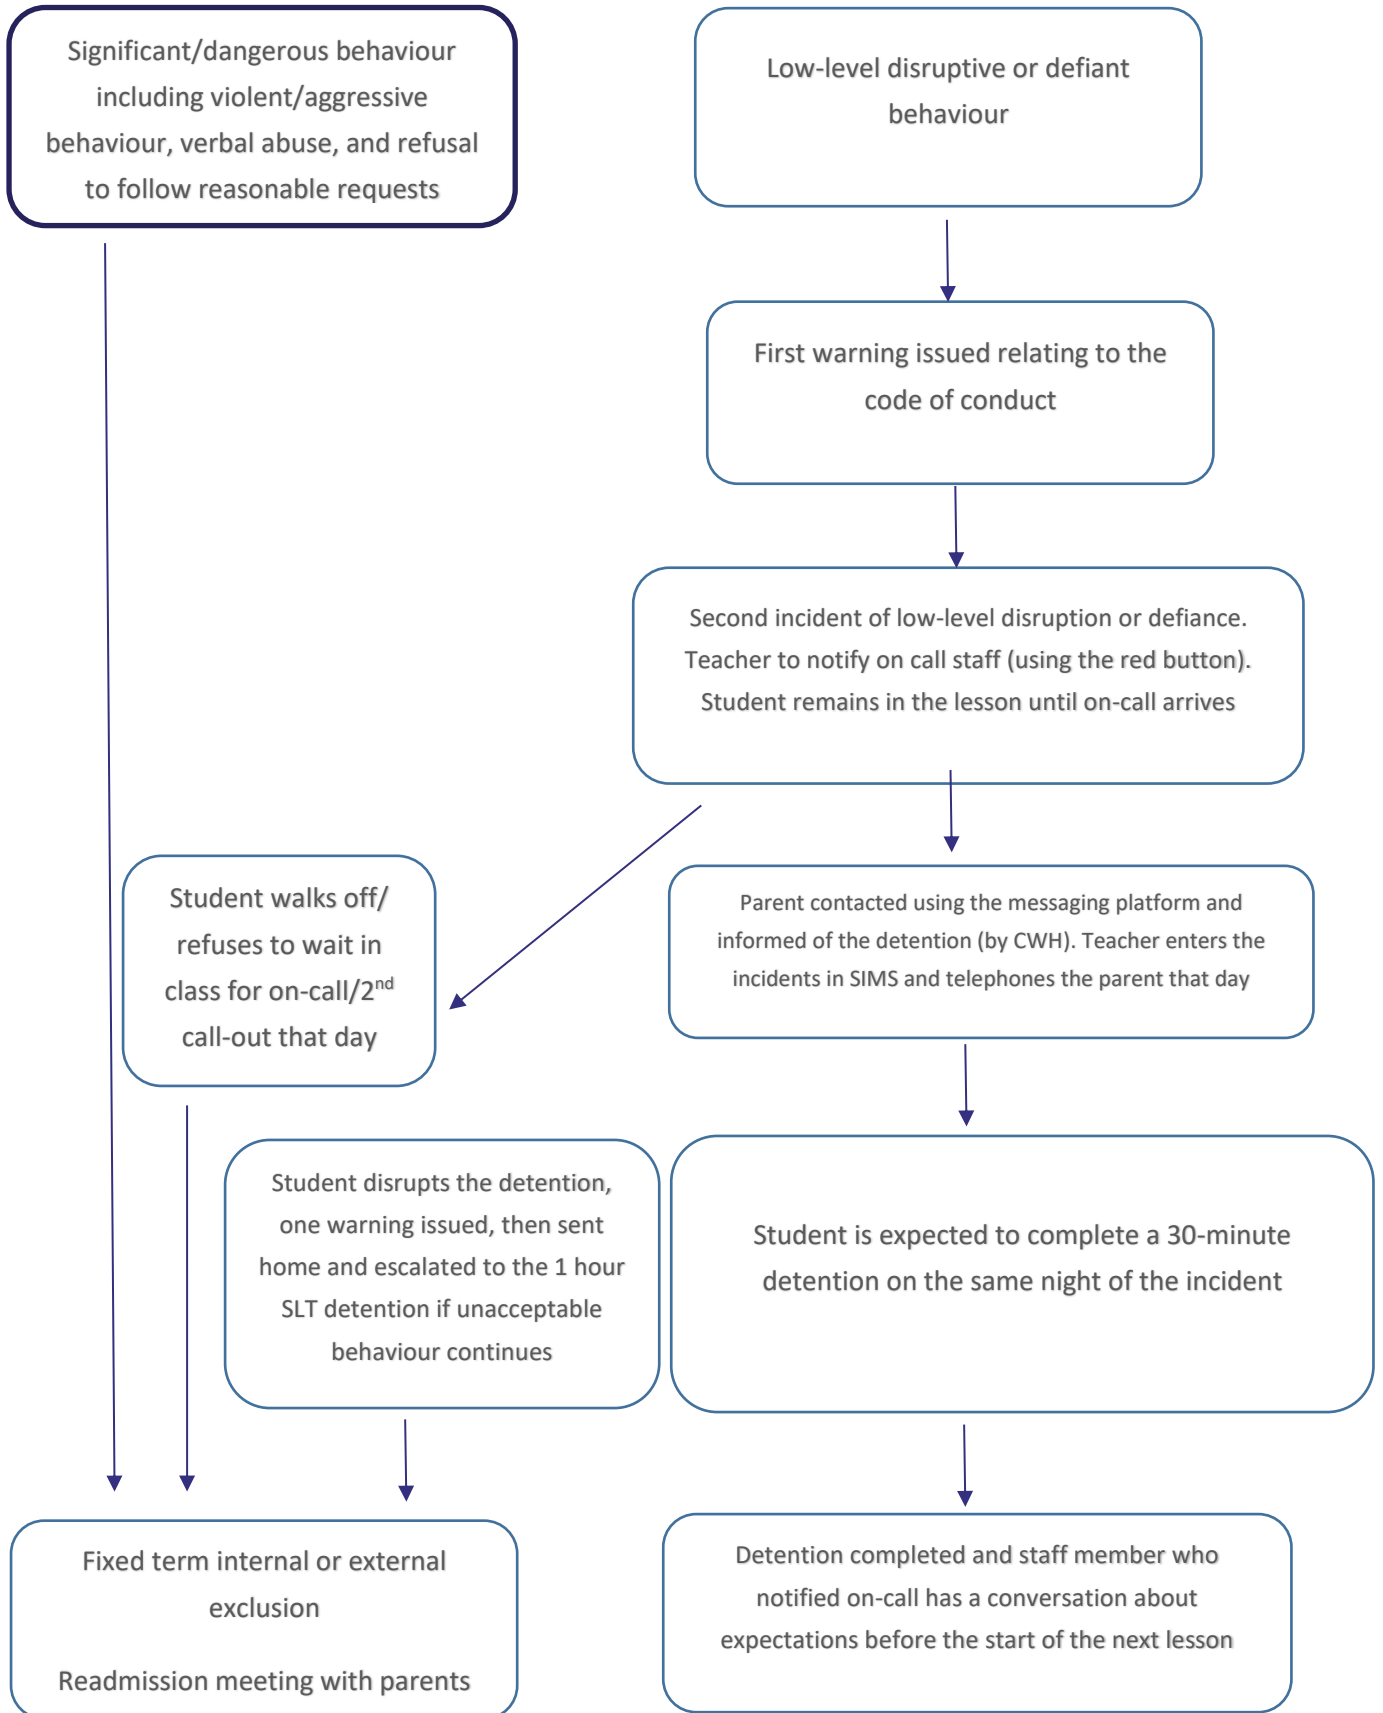 Significant/dangerous behaviour
including violent/aggressive
behaviour, verbal abuse, and refusal
to follow reasonable requests
Low-level disruptive or defiant
behaviour
First warning issued relating to the
code of conduct
Second incident of low-level disruption or defiance.
Teacher to notify on call staff (using the red button).
Student remains in the lesson until on-call arrives
Student walks off/
refuses to wait in
class for on-call/2nd
call-out that day
Parent contacted using the messaging platform and
informed of the detention (by CWH). Teacher enters the
incidents in SIMS and telephones the parent that day
Student disrupts the detention,
one warning issued, then sent
home and escalated to the 1 hour
SLT detention if unacceptable
behaviour continues
Student is expected to complete a 30-minute
detention on the same night of the incident
Fixed term internal or external
exclusion
Readmission meeting with parents
Detention completed and staff member who
notified on-call has a conversation about
expectations before the start of the next lesson